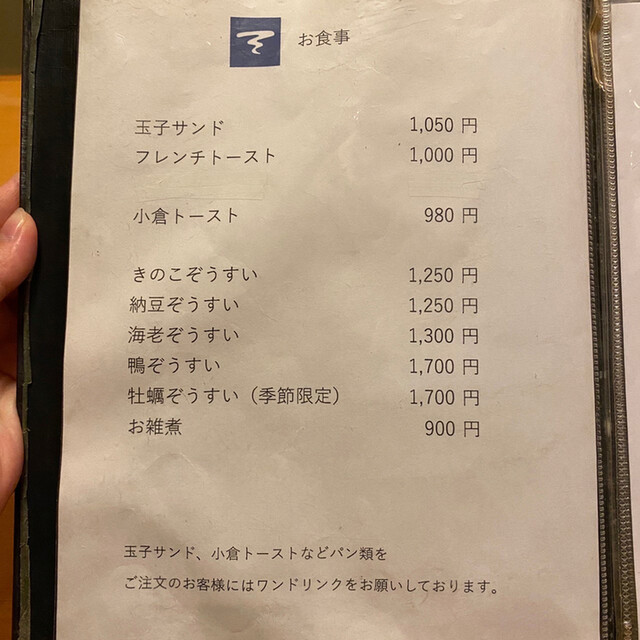 お食事
玉子サンド 1,050 円
フレンチトースト 1,000 円
小倉トースト 980 円
きのこぞうすい 1,250 円
納豆ぞうすい 1,250 円
海老ぞうすい 1,300 円
鴨ぞうすい 1,700 円
牡蠣ぞうすい（季節限定） 1,700 円
お雑煮 900 円
玉子サンド、小倉トーストなどパン類を
ご注文のお客様にはワンドリンクをお願いしております。